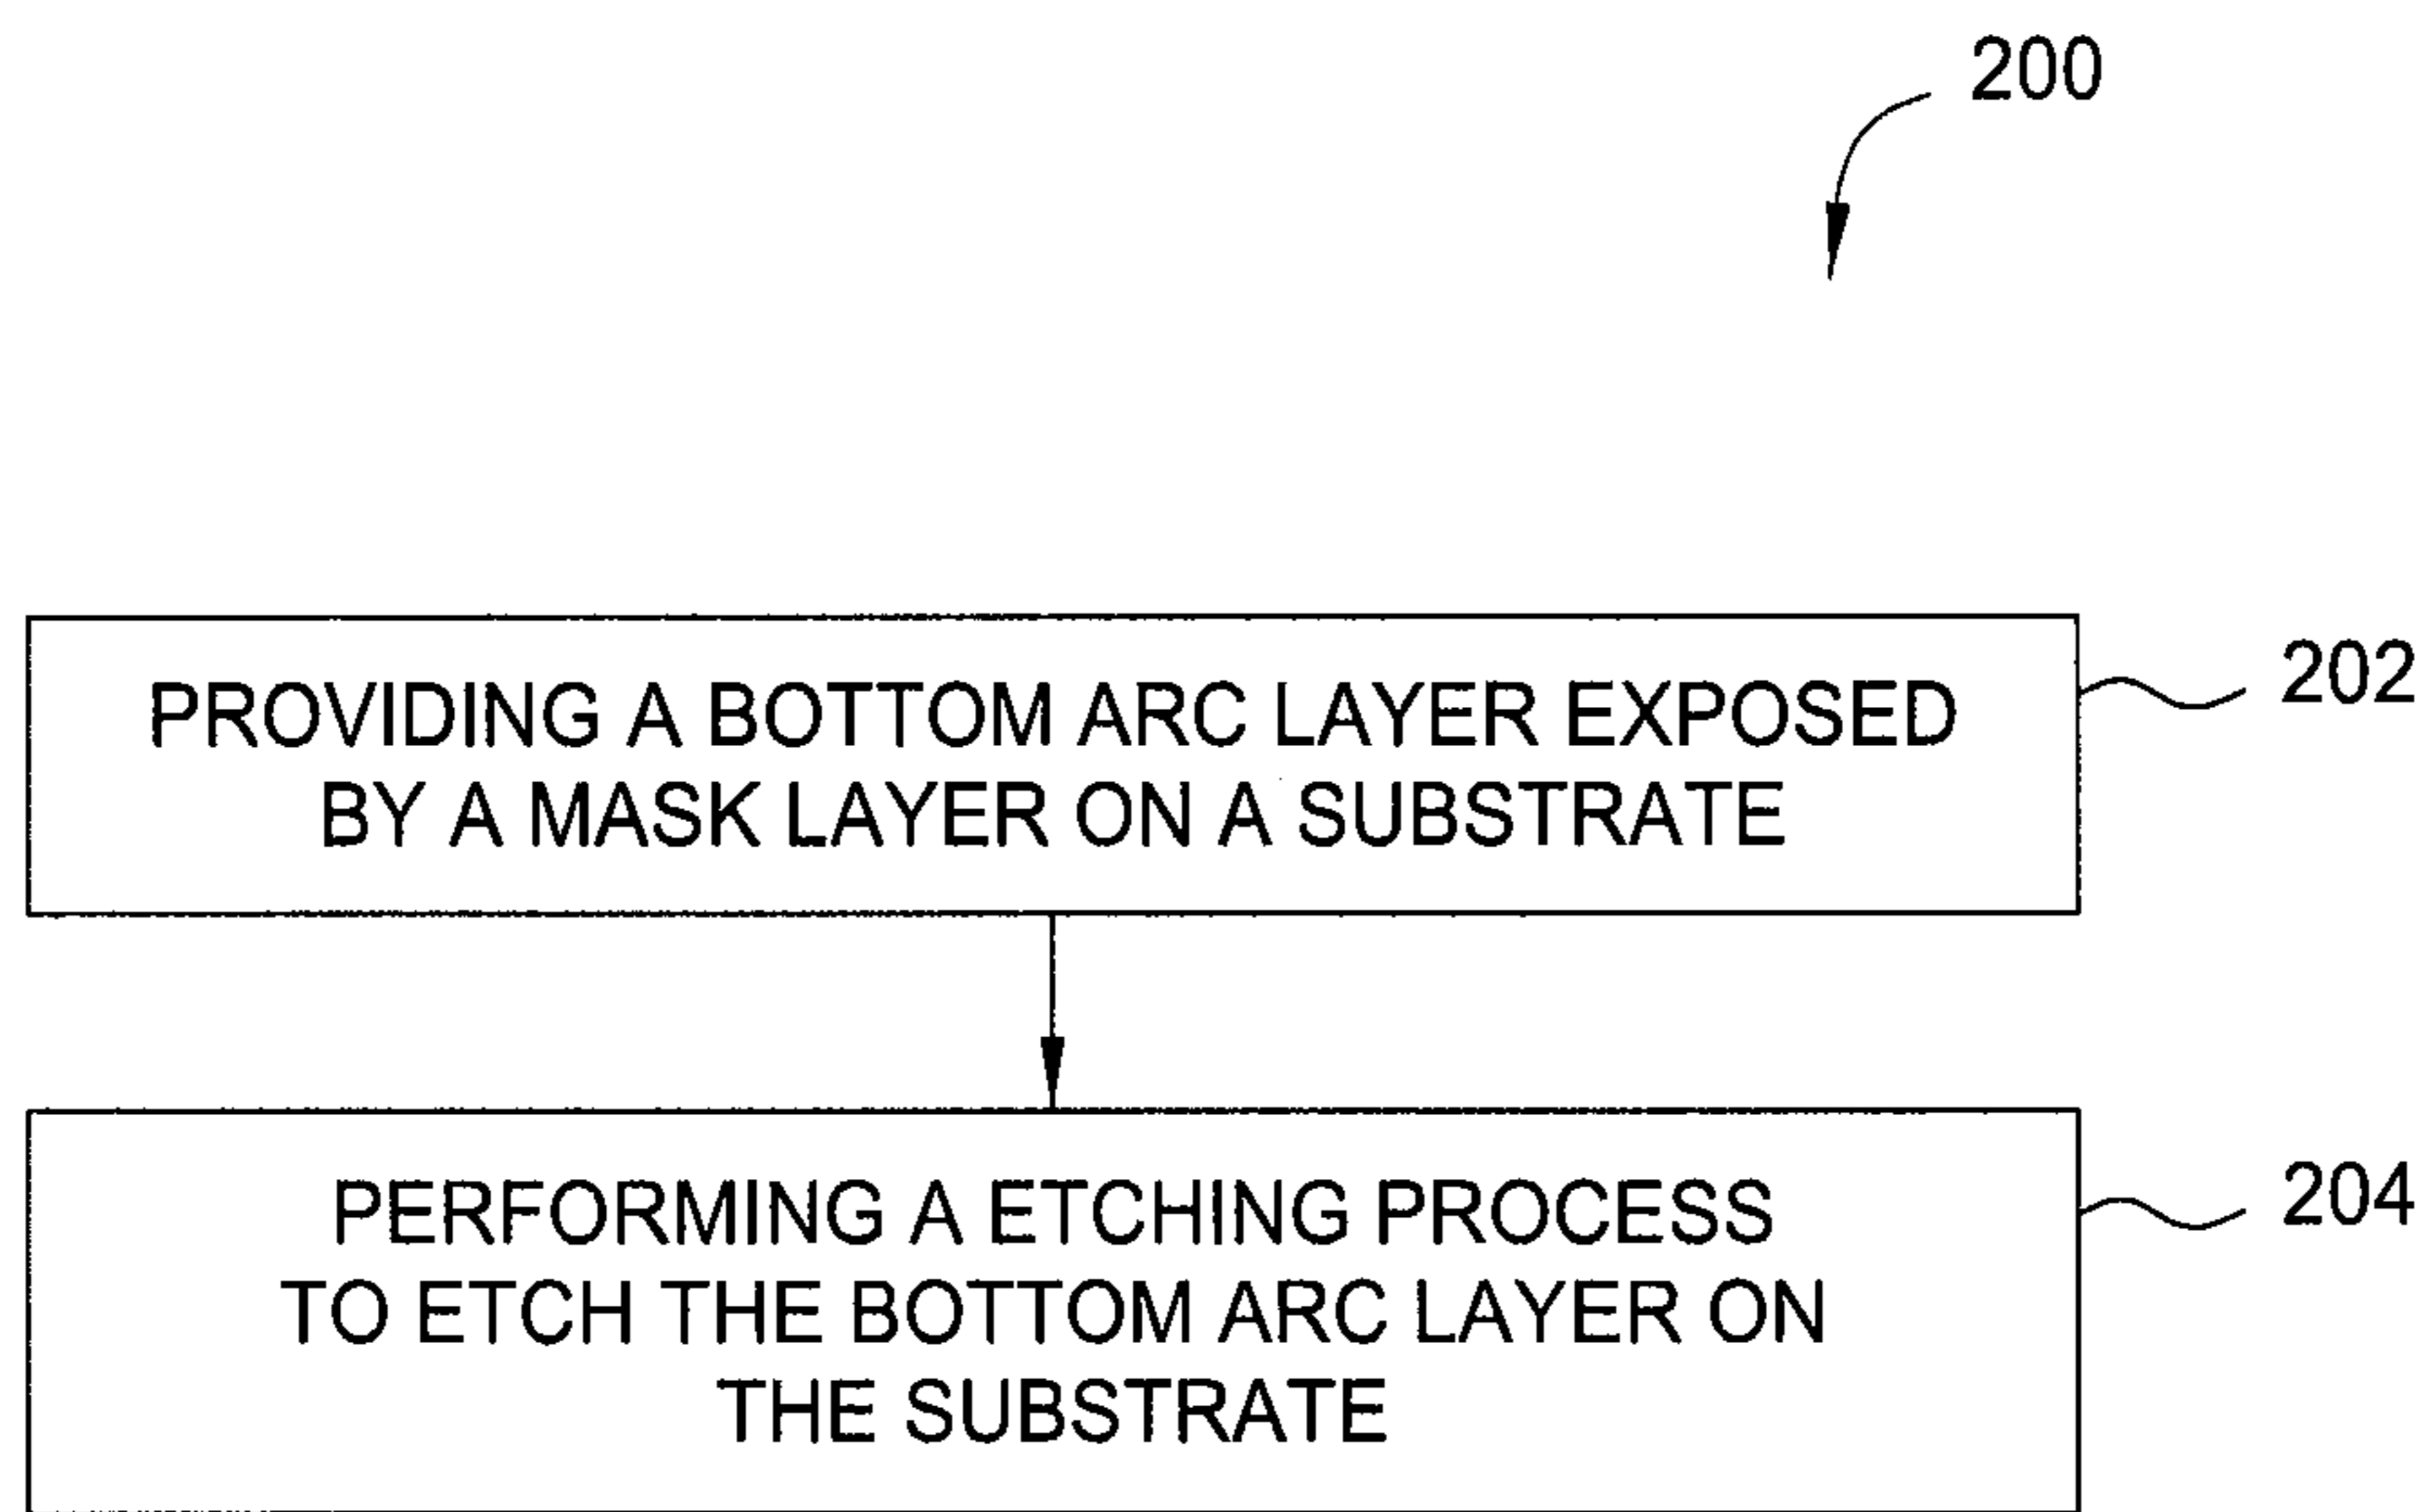 200
PROVIDING A BOTTOM ARC LAYER EXPOSED
BY A MASK LAYER ON A SUBSTRATE
202
PERFORMING A ETCHING PROCESS
TO ETCH THE BOTTOM ARC LAYER ON
THE SUBSTRATE
204